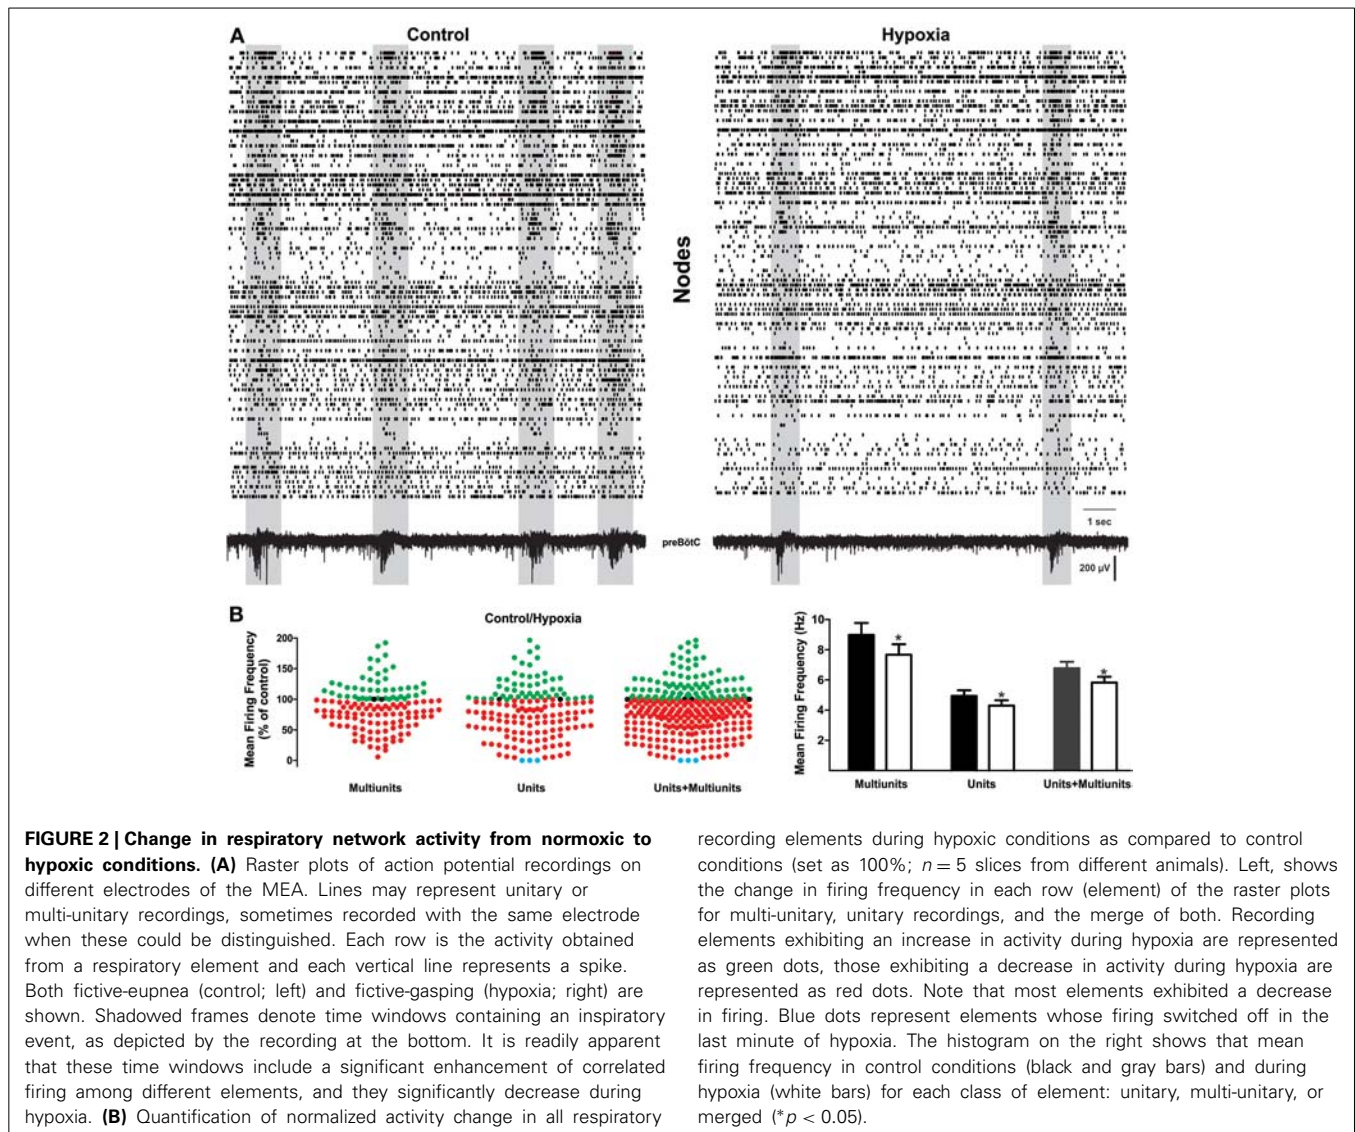 A
Control
Hypoxia
Nodes
1 sec
preBötC
200 µV
B
Control/Hypoxia
Mean Firing Frequency
(% of control)
200
150
100
50
0
Multiunits
Units
Units+Multiunits
Mean Firing Frequency (Hz)
10
8
6
4
2
*
*
*
Multiunits
Units
Units+Multiunits
FIGURE 2 | Change in respiratory network activity from normoxic to
hypoxic conditions. (A) Raster plots of action potential recordings on
different electrodes of the MEA. Lines may represent unitary or
multi-unitary recordings, sometimes recorded with the same electrode
when these could be distinguished. Each row is the activity obtained
from a respiratory element and each vertical line represents a spike.
Both fictive-eupnea (control; left) and fictive-gasping (hypoxia; right) are
shown. Shadowed frames denote time windows containing an inspiratory
event, as depicted by the recording at the bottom. It is readily apparent
that these time windows include a significant enhancement of correlated
firing among different elements, and they significantly decrease during
hypoxia. (B) Quantification of normalized activity change in all respiratory
recording elements during hypoxic conditions as compared to control
conditions (set as 100%; n = 5 slices from different animals). Left, shows
the change in firing frequency in each row (element) of the raster plots
for multi-unitary, unitary recordings, and the merge of both. Recording
elements exhibiting an increase in activity during hypoxia are represented
as green dots, those exhibiting a decrease in activity during hypoxia are
represented as red dots. Note that most elements exhibited a decrease
in firing. Blue dots represent elements whose firing switched off in the
last minute of hypoxia. The histogram on the right shows that mean
firing frequency in control conditions (black and gray bars) and during
hypoxia (white bars) for each class of element: unitary, multi-unitary, or
merged (*p < 0.05).